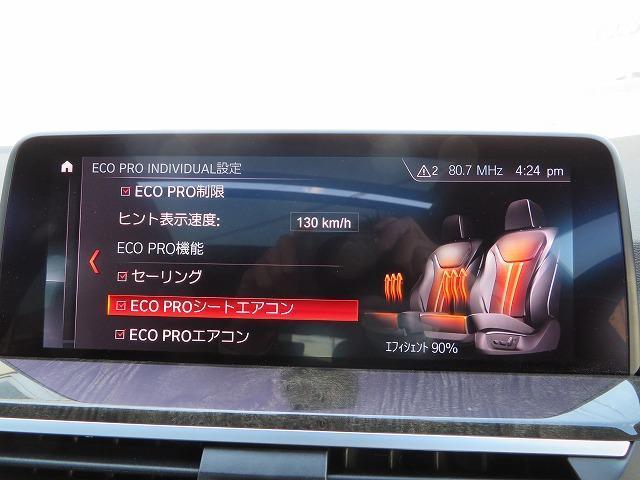 ECO PRO INDIVIDUAL設定
2 80.7 MHz 4:24 pm
ECO PRO制限
ヒント表示速度: 130 km/h
ECO PRO機能
セーリング
ECO PROシートエアコン
ECO PROエアコン
エフィシェント 90%